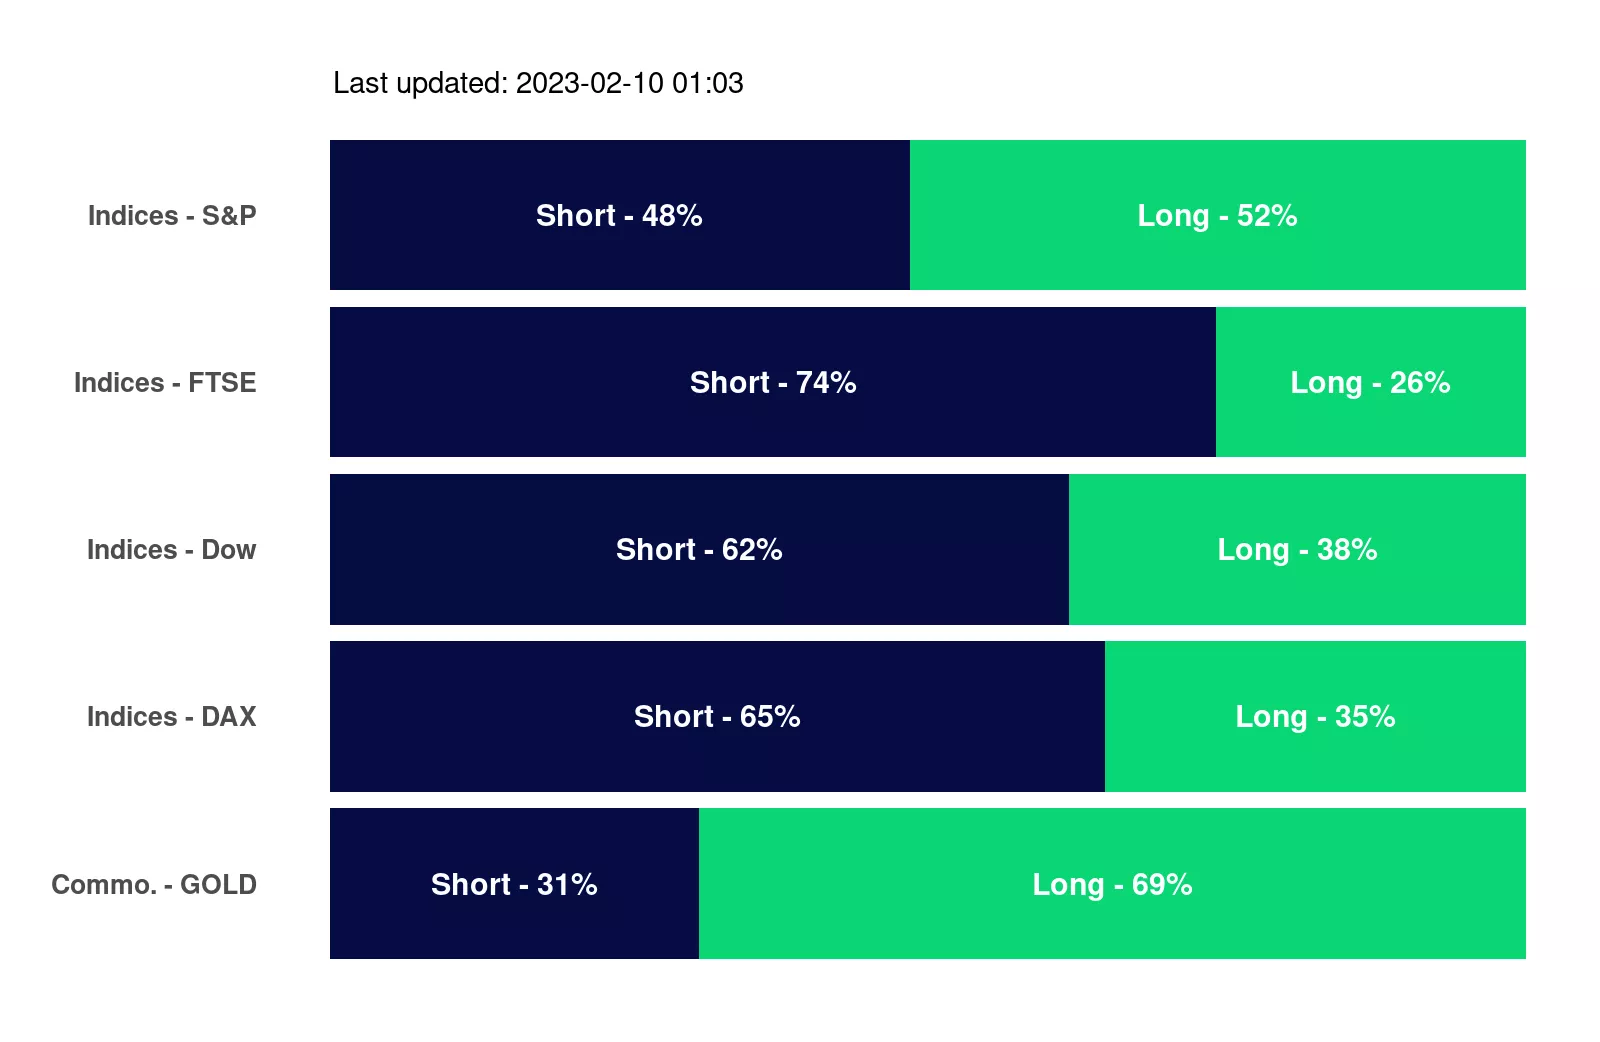 Last updated: 2023-02-10 01:03
Indices - S&P
Short - 48%
Long - 52%
Indices - FTSE
Short - 74%
Long - 26%
Indices - Dow
Short - 62%
Long - 38%
Indices - DAX
Short - 65%
Long - 35%
Commo. - GOLD
Short - 31%
Long - 69%